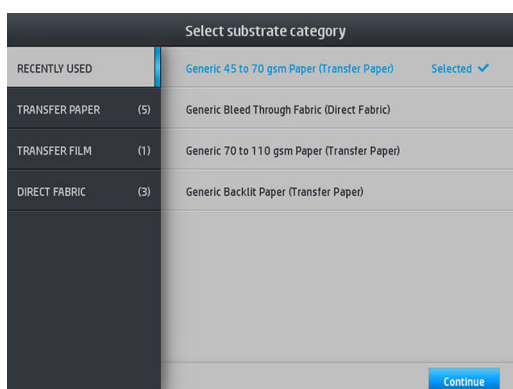 Select substrate category
RECENTLY USED
Generic 45 to 70 gsm Paper (Transfer Paper) Selected
TRANSFER PAPER (5)
Generic Bleed Through Fabric (Direct Fabric)
TRANSFER FILM (1)
Generic 70 to 110 gsm Paper (Transfer Paper)
DIRECT FABRIC (3)
Generic Backlit Paper (Transfer Paper)
Continue